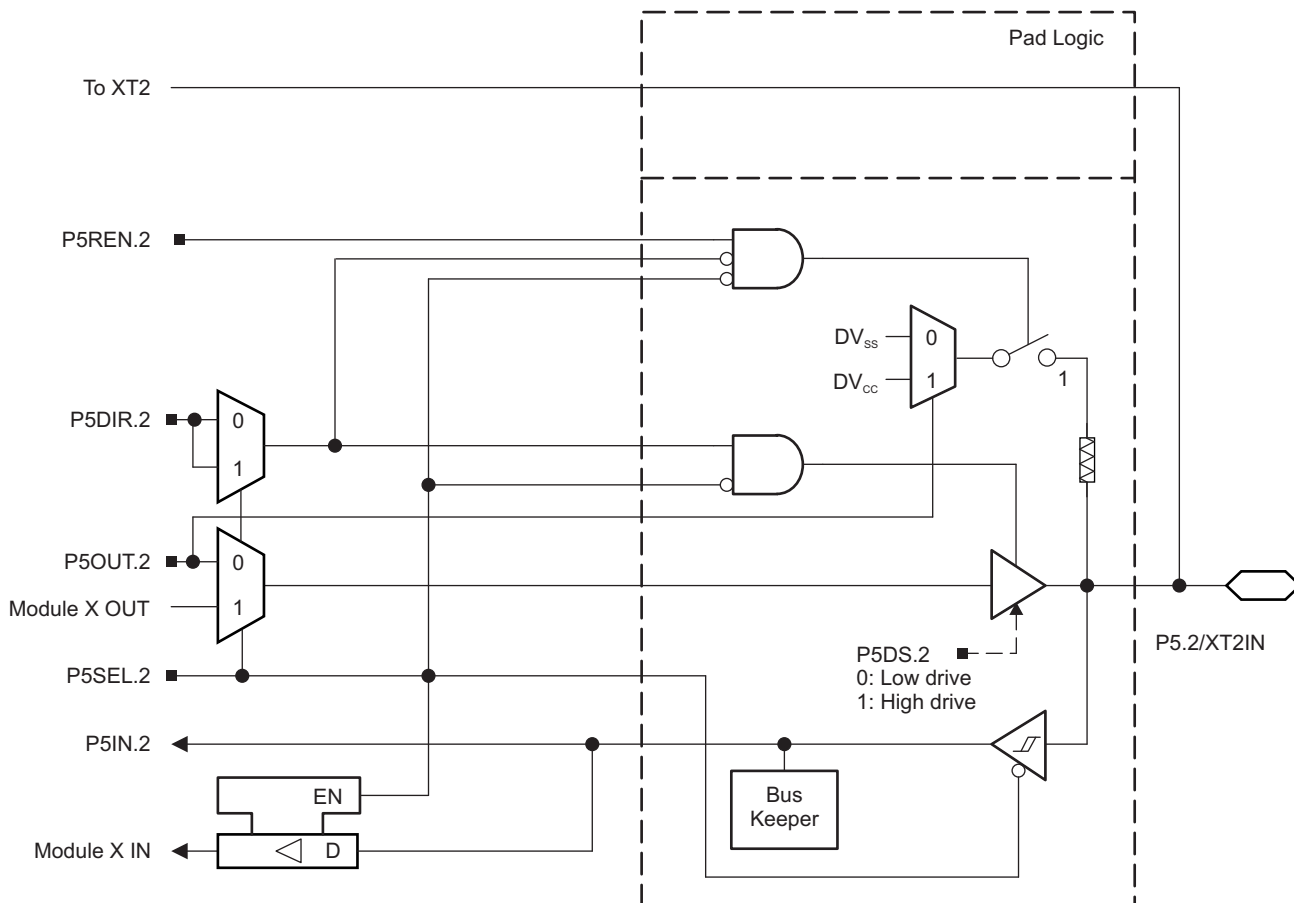 Pad Logic
To XT2
P5REN.2
DVSS
0
DVCC
1
1
P5DIR.2
0
1
P5OUT.2
0
Module X OUT
1
P5SEL.2
P5DS.2
0: Low drive
1: High drive
P5.2/XT2IN
P5IN.2
EN
Bus
Keeper
Module X IN
D